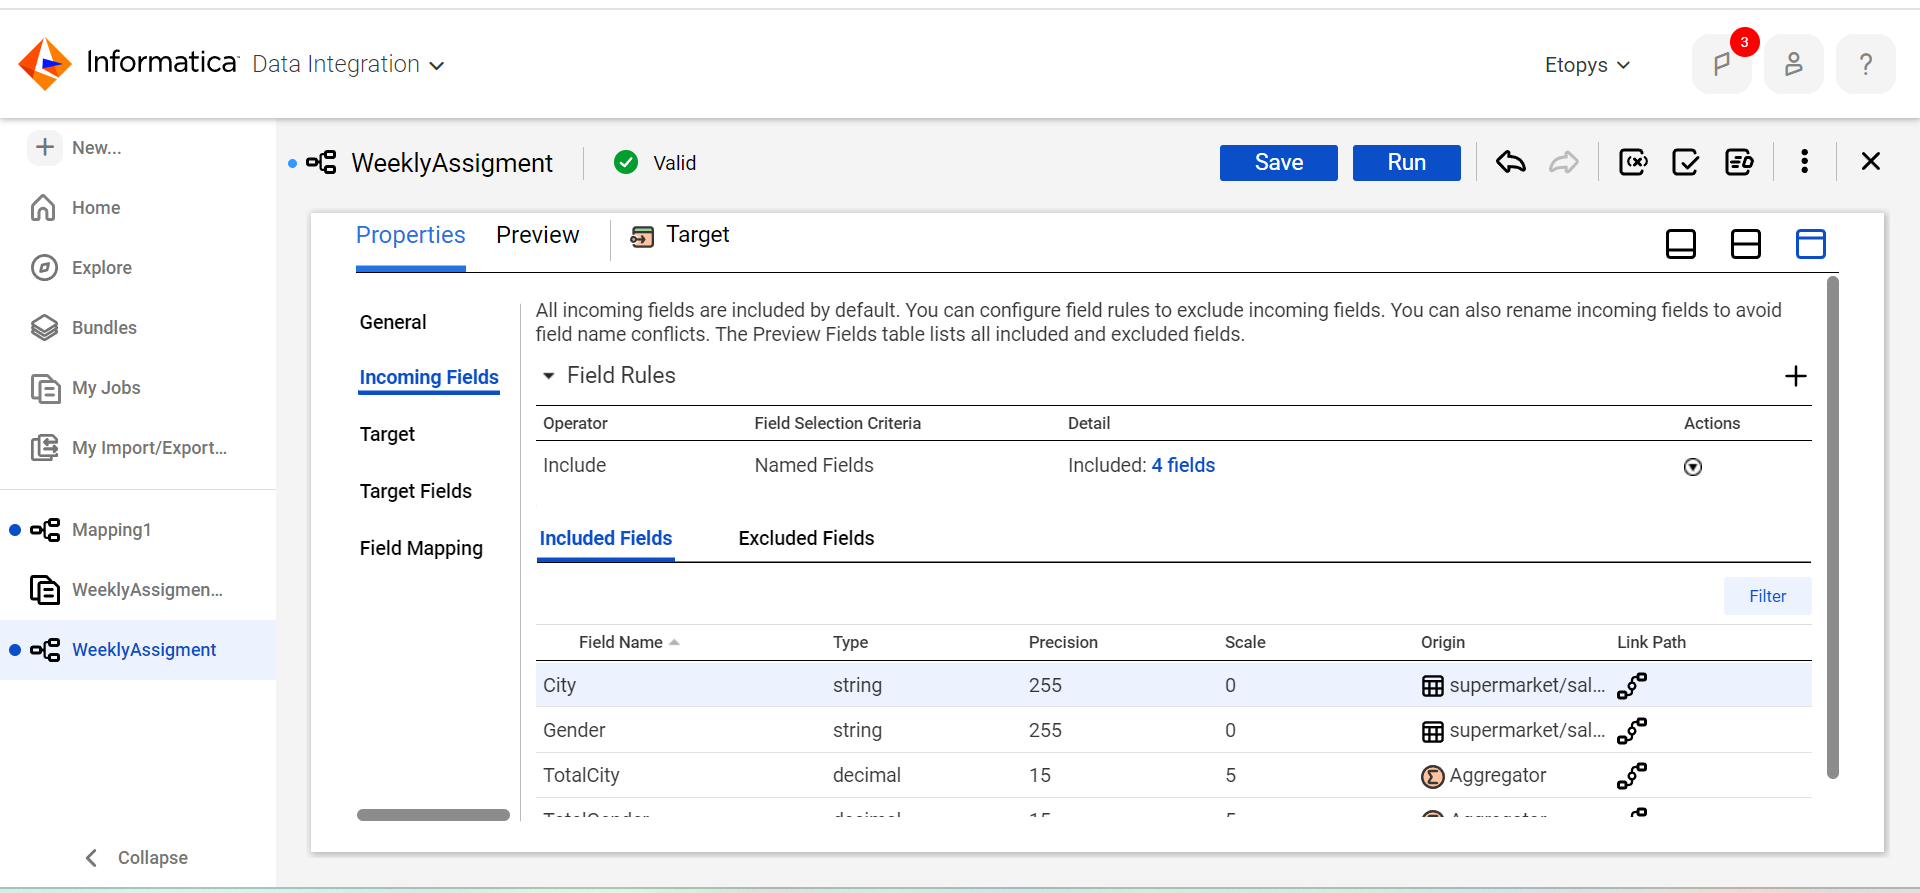 Informatica Data Integration
Etopys
3
?
New...
Home
Explore
Bundles
My Jobs
My Import/Export...
Mapping1
WeeklyAssigmen...
WeeklyAssigment
Collapse
WeeklyAssigment
Valid
Save
Run
Properties
Preview
Target
General
Incoming Fields
Target
Target Fields
Field Mapping
All incoming fields are included by default. You can configure field rules to exclude incoming fields. You can also rename incoming fields to avoid
field name conflicts. The Preview Fields table lists all included and excluded fields.
Field Rules
Operator Field Selection Criteria Detail Actions
Include Named Fields Included: 4 fields
Included Fields Excluded Fields
Filter
Field Name Type Precision Scale Origin Link Path
City string 255 0 supermarket/sal...
Gender string 255 0 supermarket/sal...
TotalCity decimal 15 5 Aggregator
TotalGender decimal 15 5 Aggregator